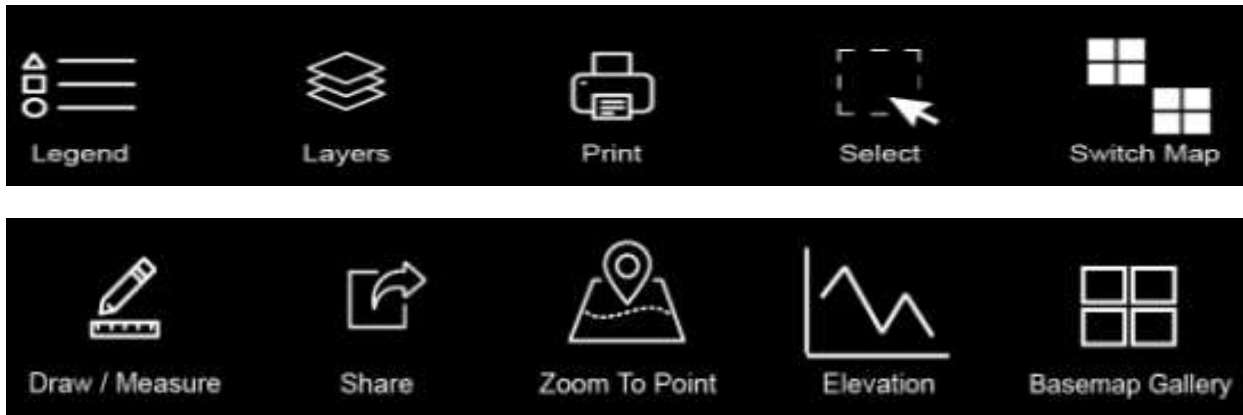 Legend Layers Print Select Switch Map
Draw / Measure Share Zoom To Point Elevation Basemap Gallery